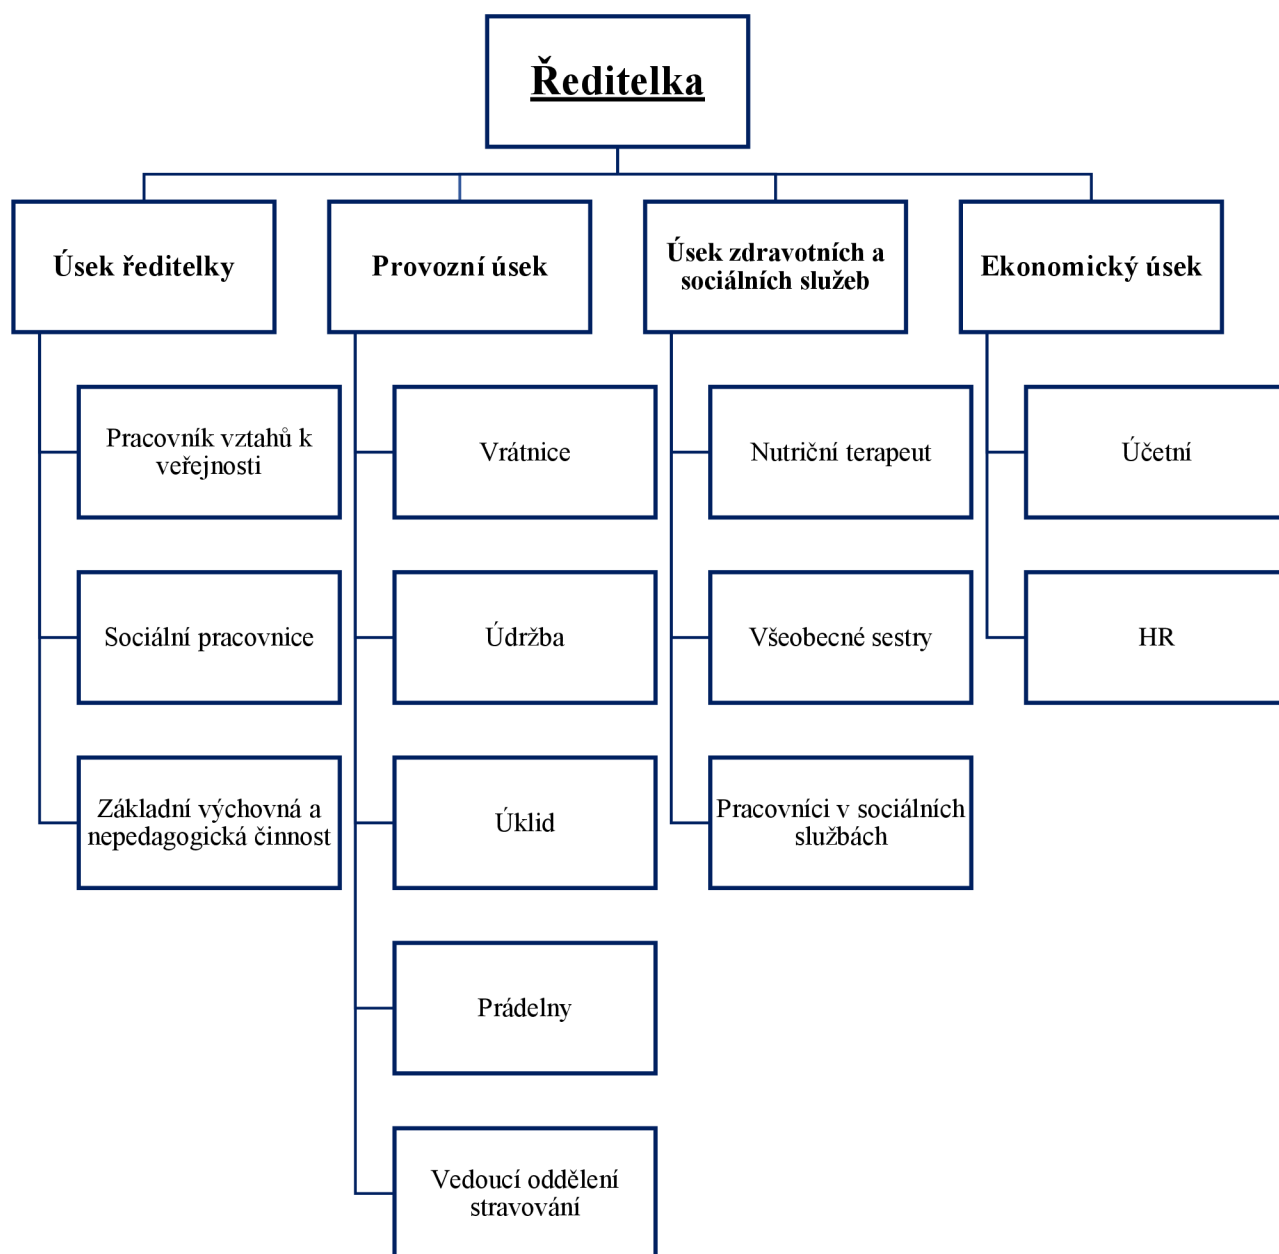 Ředitelka
Úsek ředitelky
Provozní úsek
Úsek zdravotních a
sociálních služeb
Ekonomický úsek
Pracovník vztahů k
veřejnosti
Vrátnice
Nutriční terapeut
Účetní
Sociální pracovnice
Údržba
Všeobecné sestry
HR
Základní výchovná a
nepedagogická činnost
Úklid
Pracovníci v sociálních
službách
Prádelny
Vedoucí oddělení
stravování